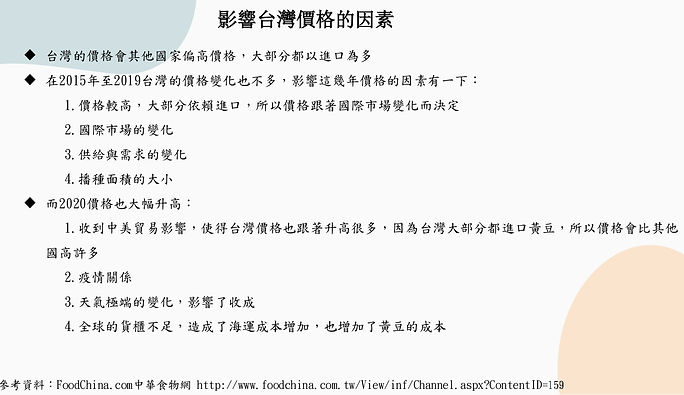 影響台灣價格的因素
◆ 台灣的價格會其他國家偏高價格，大部分都以進口為多
◆ 在2015年至2019台灣的價格變化也不多，影響這幾年價格的因素有一下：
1.價格較高，大部分依賴進口，所以價格跟著國際市場變化而決定
2.國際市場的變化
3.供給與需求的變化
4.播種面積的大小
◆ 而2020價格也大幅升高：
1.收到中美貿易影響，使得台灣價格也跟著升高很多，因為台灣大部分都進口黃豆，所以價格會比其他
國高許多
2.疫情關係
3.天氣極端的變化，影響了收成
4.全球的貨櫃不足，造成了海運成本增加，也增加了黃豆的成本
參考資料：FoodChina.com中華食物網 http://www.foodchina.com.tw/View/inf/Channel.aspx?ContentID=159